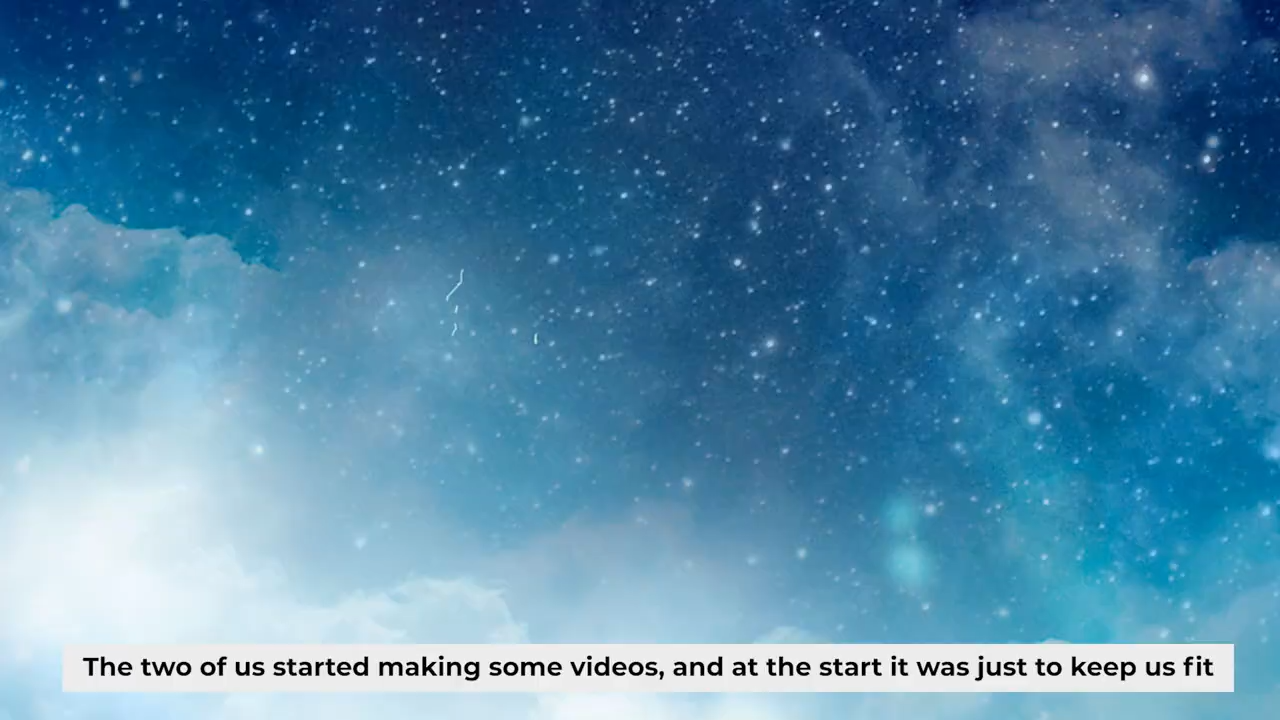 The two of us started making some videos, and at the start it was just to keep us fit